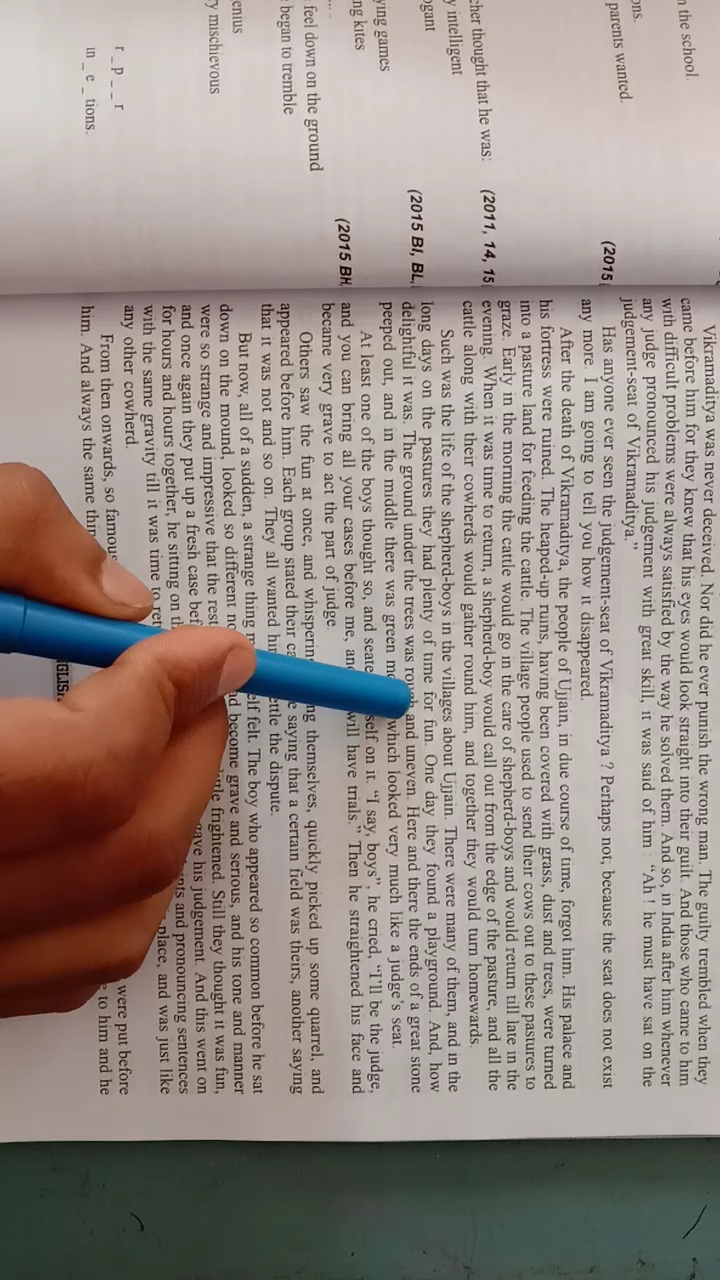 n the school.
ons.
parents wanted.
(2015
cher thought that he was:
(2011, 14, 15
y intelligent
ogant
(2015 BI, BL,
ying games
ng kites
(2015 BH,
feel down on the ground
began to tremble
enius
ry mischievous
r _ p _ _ r
in _ e _ tions.
Vikramaditya was never deceived. Nor did he ever punish the wrong man. The guilty trembled when they
came before him for they knew that his eyes would look straight into their guilt. And those who came to him
with difficult problems were always satisfied by the way he solved them. And so, in India after him whenever
any judge pronounced his judgement with great skill, it was said of him : "Ah ! he must have sat on the
judgement-seat of Vikramaditya."
Has anyone ever seen the judgement-seat of Vikramaditya ? Perhaps not, because the seat does not exist
any more. I am going to tell you how it disappeared.
After the death of Vikramaditya, the people of Ujjain, in due course of time, forgot him. His palace and
his fortress were ruined. The heaped-up ruins, having been covered with grass, dust and trees, were turned
into a pasture land for feeding the cattle. The village people used to send their cows out to these pastures to
graze. Early in the morning the cattle would go in the care of shepherd-boys and would return till late in the
evening. When it was time to return, a shepherd-boy would call out from the edge of the pasture, and all the
cattle along with their cowherds would gather round him, and together they would turn homewards.
Such was the life of the shepherd-boys in the villages about Ujjain. There were many of them, and in the
long days on the pastures they had plenty of time for fun. One day they found a playground. And, how
delightful it was. The ground under the trees was rough and uneven. Here and there the ends of a great stone
peeped out, and in the middle there was green which looked very much like a judge's seat.
At least one of the boys thought so, and seated self on it. "I say, boys", he cried, "I'll be the judge,
and you can bring all your cases before me, and will have trials." Then he straightened his face and
became very grave to act the part of judge.
Others saw the fun at once, and whispering ng themselves, quickly picked up some quarrel, and
appeared before him. Each group stated their ca e saying that a certain field was theirs, another saying
that it was not and so on. They all wanted him ettle the dispute.
But now, all of a sudden, a strange thing elf felt. The boy who appeared so common before he sat
down on the mound, looked so different ad become grave and serious, and his tone and manner
were so strange and impressive that the rest little frightened. Still they thought it was fun,
and once again they put up a fresh case bef gave his judgement. And this went on
for hours and hours together, he sitting on th nts and pronouncing sentences
with the same gravity till it was time to ret place, and was just like
any other cowherd.
From then onwards, so famous were put before
him. And always the same thin e to him and he
GLISH